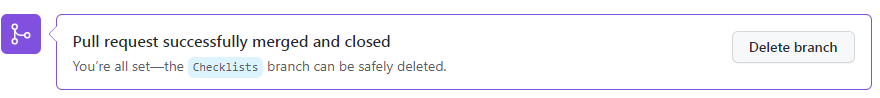 Pull request successfully merged and closed
You’re all set—the Checklists branch can be safely deleted.
Delete branch